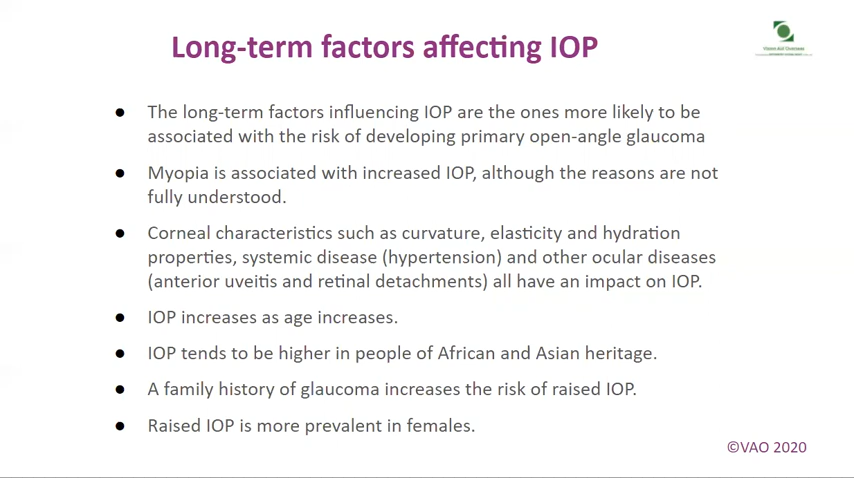 Long-term factors affecting IOP
Vision Aid Overseas
● The long-term factors influencing IOP are the ones more likely to be
associated with the risk of developing primary open-angle glaucoma
● Myopia is associated with increased IOP, although the reasons are not
fully understood.
● Corneal characteristics such as curvature, elasticity and hydration
properties, systemic disease (hypertension) and other ocular diseases
(anterior uveitis and retinal detachments) all have an impact on IOP.
● IOP increases as age increases.
● IOP tends to be higher in people of African and Asian heritage.
● A family history of glaucoma increases the risk of raised IOP.
● Raised IOP is more prevalent in females.
©VAO 2020